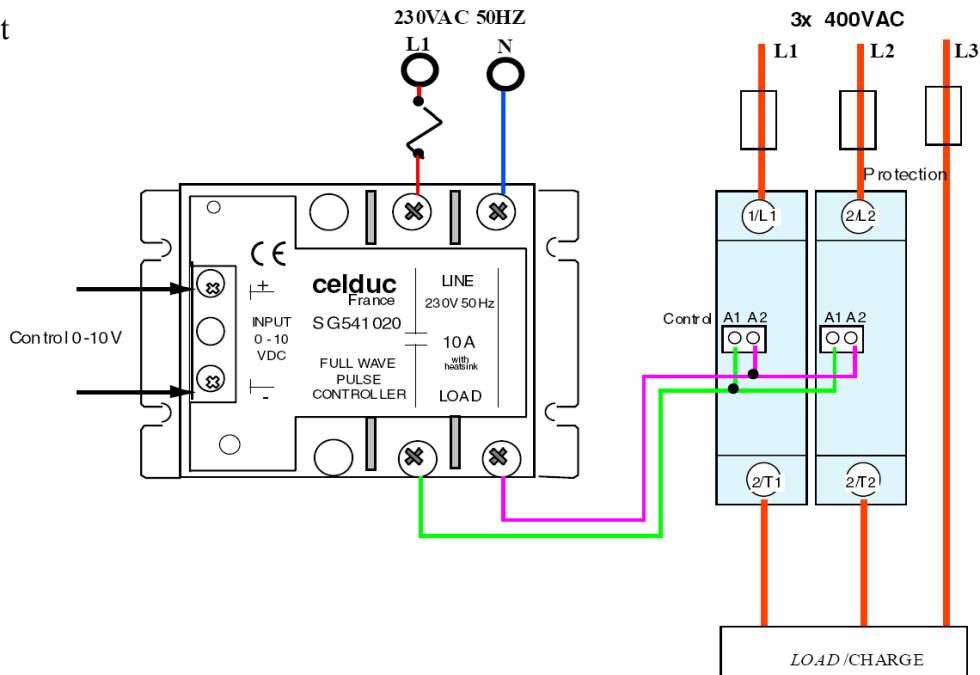 t
230VAC 50HZ
L1
N
3x 400VAC
L1
L2
L3
Protection
1/L1
2/L2
CE
+
celduc
France
SG541020
INPUT
0 - 10
VDC
-
FULL WAVE
PULSE
CONTROLLER
LINE
230V 50Hz
10A
with
heatsink
LOAD
Control 0-10V
Control
A1 A2
A1 A2
2/T1
2/T2
LOAD/CHARGE